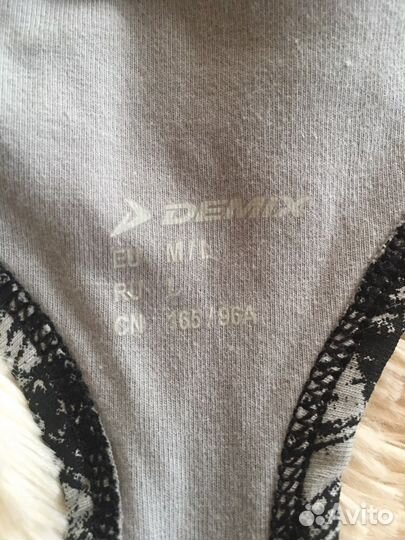 DEMIX
EU M/L
RU L
CN 165/96A
Avito